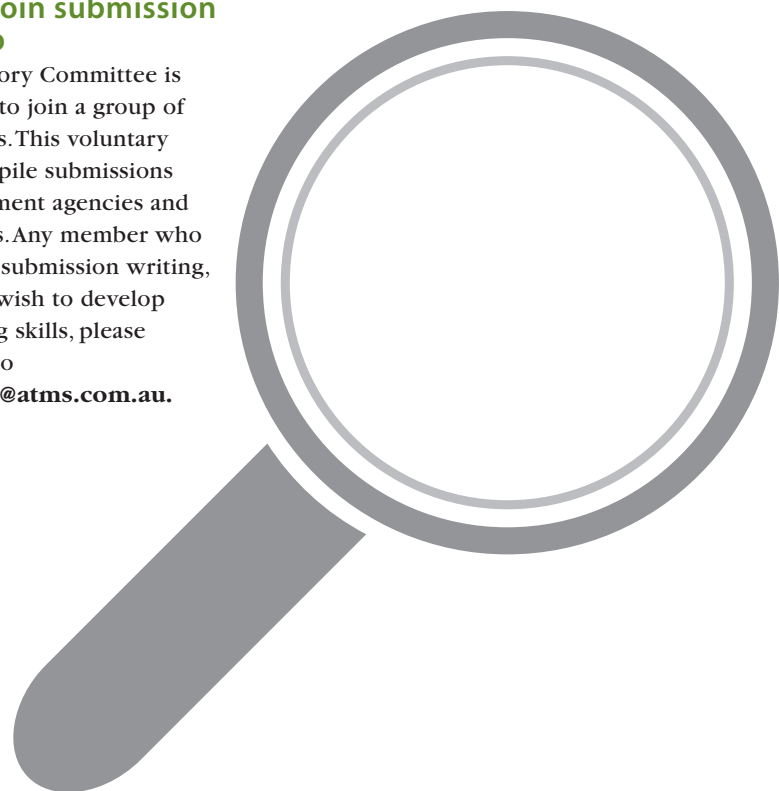 oin submission
ory Committee is
to join a group of
s. This voluntary
pile submissions
ment agencies and
s. Any member who
submission writing,
wish to develop
g skills, please
o
@atms.com.au.